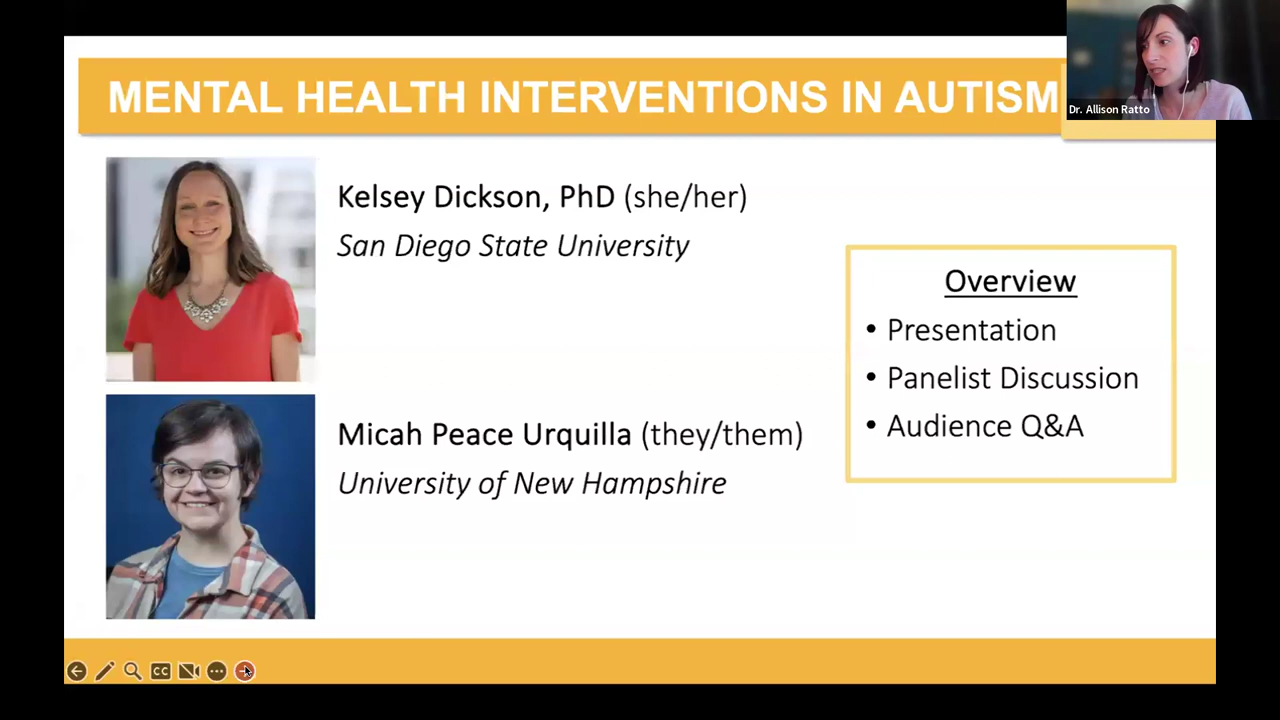 MENTAL HEALTH INTERVENTIONS IN AUTISM
Dr. Allison Ratto
Kelsey Dickson, PhD (she/her)
San Diego State University
Micah Peace Urquilla (they/them)
University of New Hampshire
Overview
• Presentation
• Panelist Discussion
• Audience Q&A
CC